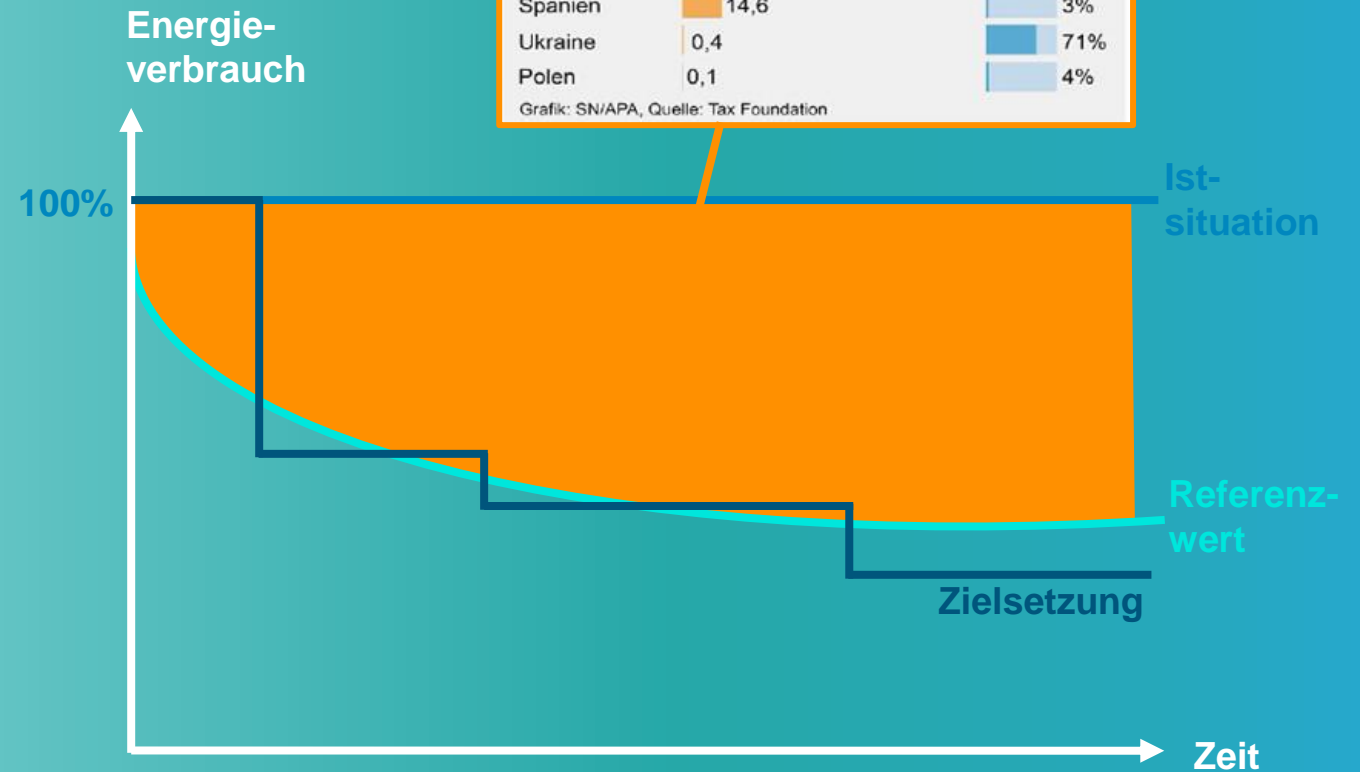 Energie-
verbrauch
Spanien 14,6 3%
Ukraine 0,4 71%
Polen 0,1 4%
Grafik: SN/APA, Quelle: Tax Foundation
100%
Ist-
situation
Referenz-
wert
Zielsetzung
Zeit